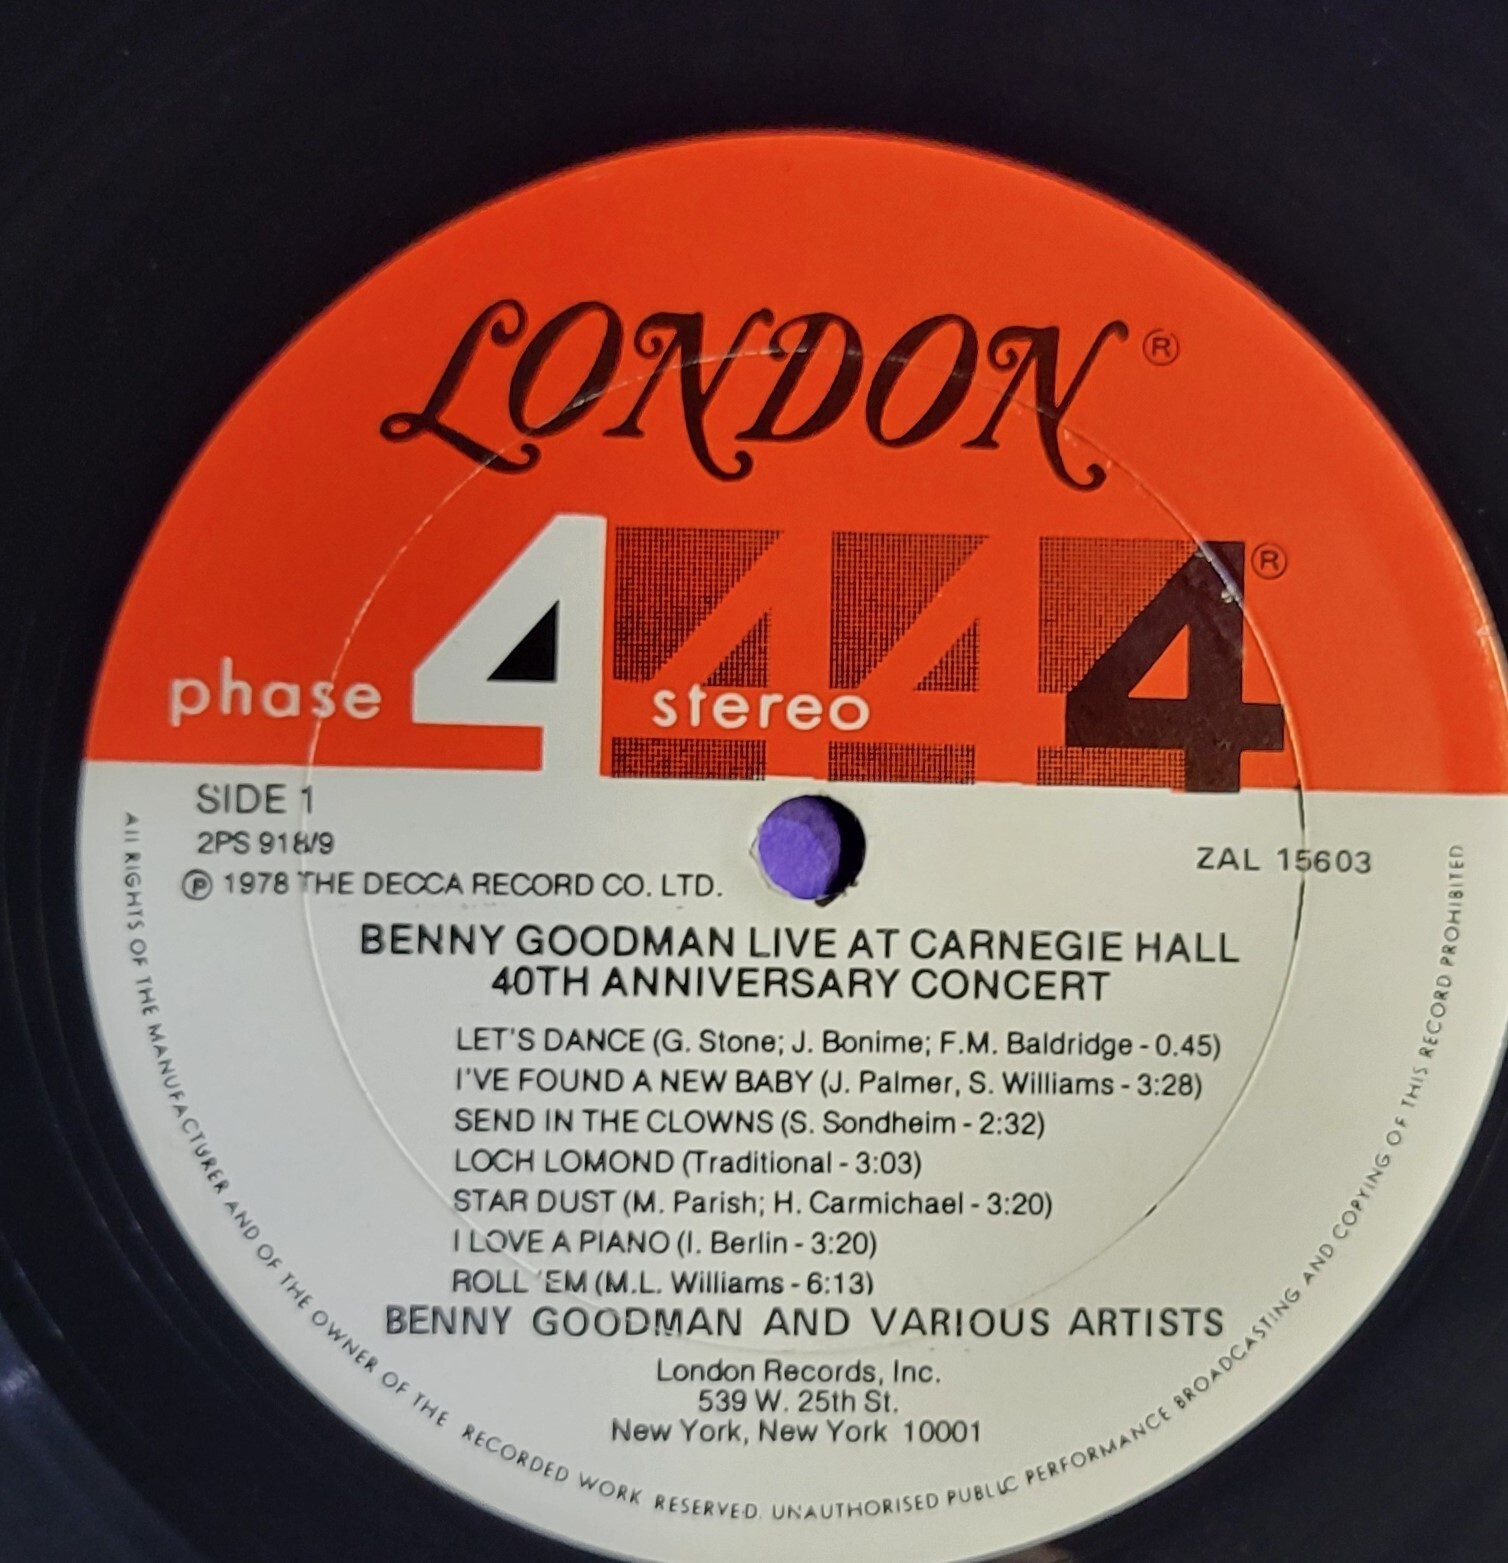 LONDON®
phase 4 stereo 444®
SIDE 1
2PS 918/9
ZAL 15603
℗ 1978 THE DECCA RECORD CO. LTD.
BENNY GOODMAN LIVE AT CARNEGIE HALL
40TH ANNIVERSARY CONCERT
LET'S DANCE (G. Stone; J. Bonime; F.M. Baldridge - 0.45)
I'VE FOUND A NEW BABY (J. Palmer, S. Williams - 3:28)
SEND IN THE CLOWNS (S. Sondheim - 2:32)
LOCH LOMOND (Traditional - 3:03)
STAR DUST (M. Parish; H. Carmichael - 3:20)
I LOVE A PIANO (I. Berlin - 3:20)
ROLL 'EM (M.L. Williams - 6:13)
BENNY GOODMAN AND VARIOUS ARTISTS
London Records, Inc.
539 W. 25th St.
New York, New York 10001
All RIGHTS OF THE MANUFACTURER AND OF THE OWNER OF THE RECORDED WORK RESERVED. UNAUTHORISED PUBLIC PERFORMANCE BROADCASTING AND COPYING OF THIS RECORD PROHIBITED